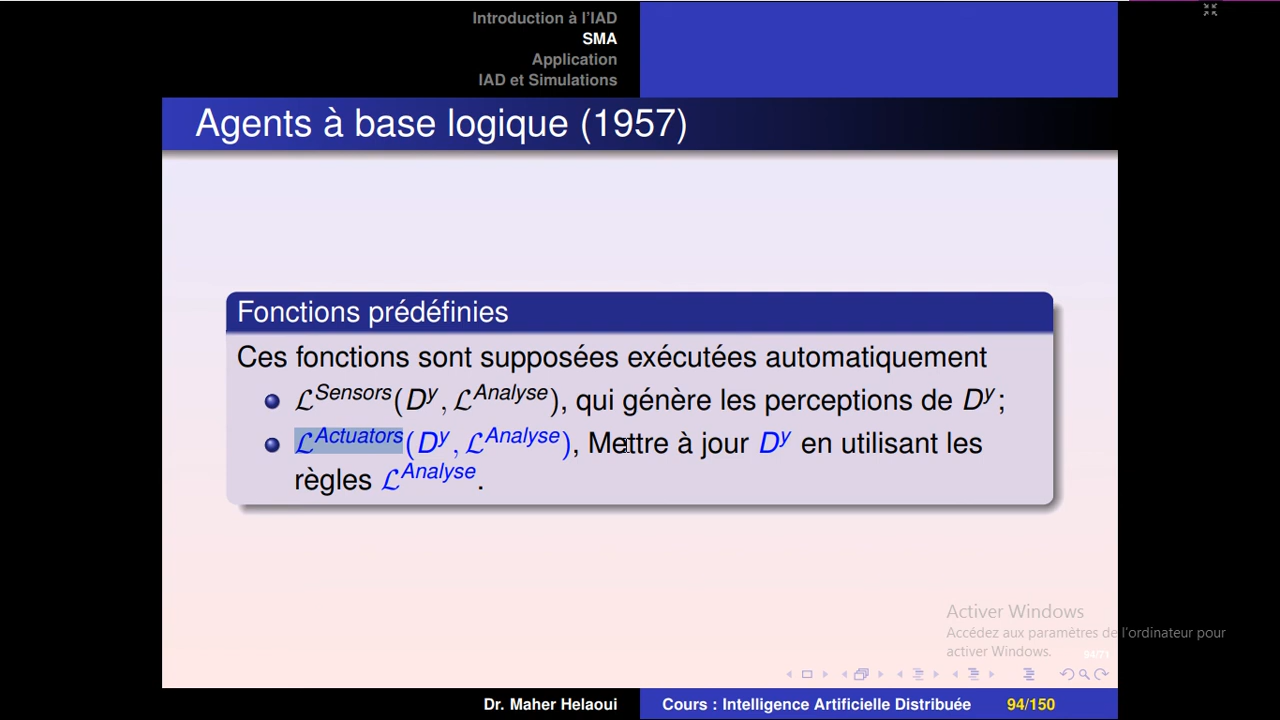 Introduction à l'IAD
SMA
Application
IAD et Simulations
Agents à base logique (1957)
Fonctions prédéfinies
Ces fonctions sont supposées exécutées automatiquement
ℒ^Sensors(D^y, ℒ^Analyse), qui génère les perceptions de D^y;
ℒ^Actuators(D^y, ℒ^Analyse), Mettre à jour D^y en utilisant les
règles ℒ^Analyse.
Activer Windows
Accédez aux paramètres de l'ordinateur pour
activer Windows.
Dr. Maher Helaoui
Cours : Intelligence Artificielle Distribuée
94/150